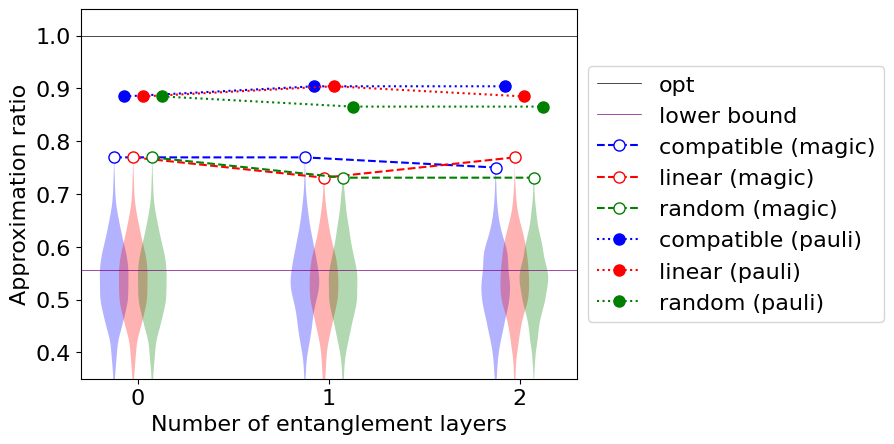 1.0
0.9
0.8
0.7
0.6
0.5
0.4
Approximation ratio
0
1
2
Number of entanglement layers
opt
lower bound
compatible (magic)
linear (magic)
random (magic)
compatible (pauli)
linear (pauli)
random (pauli)